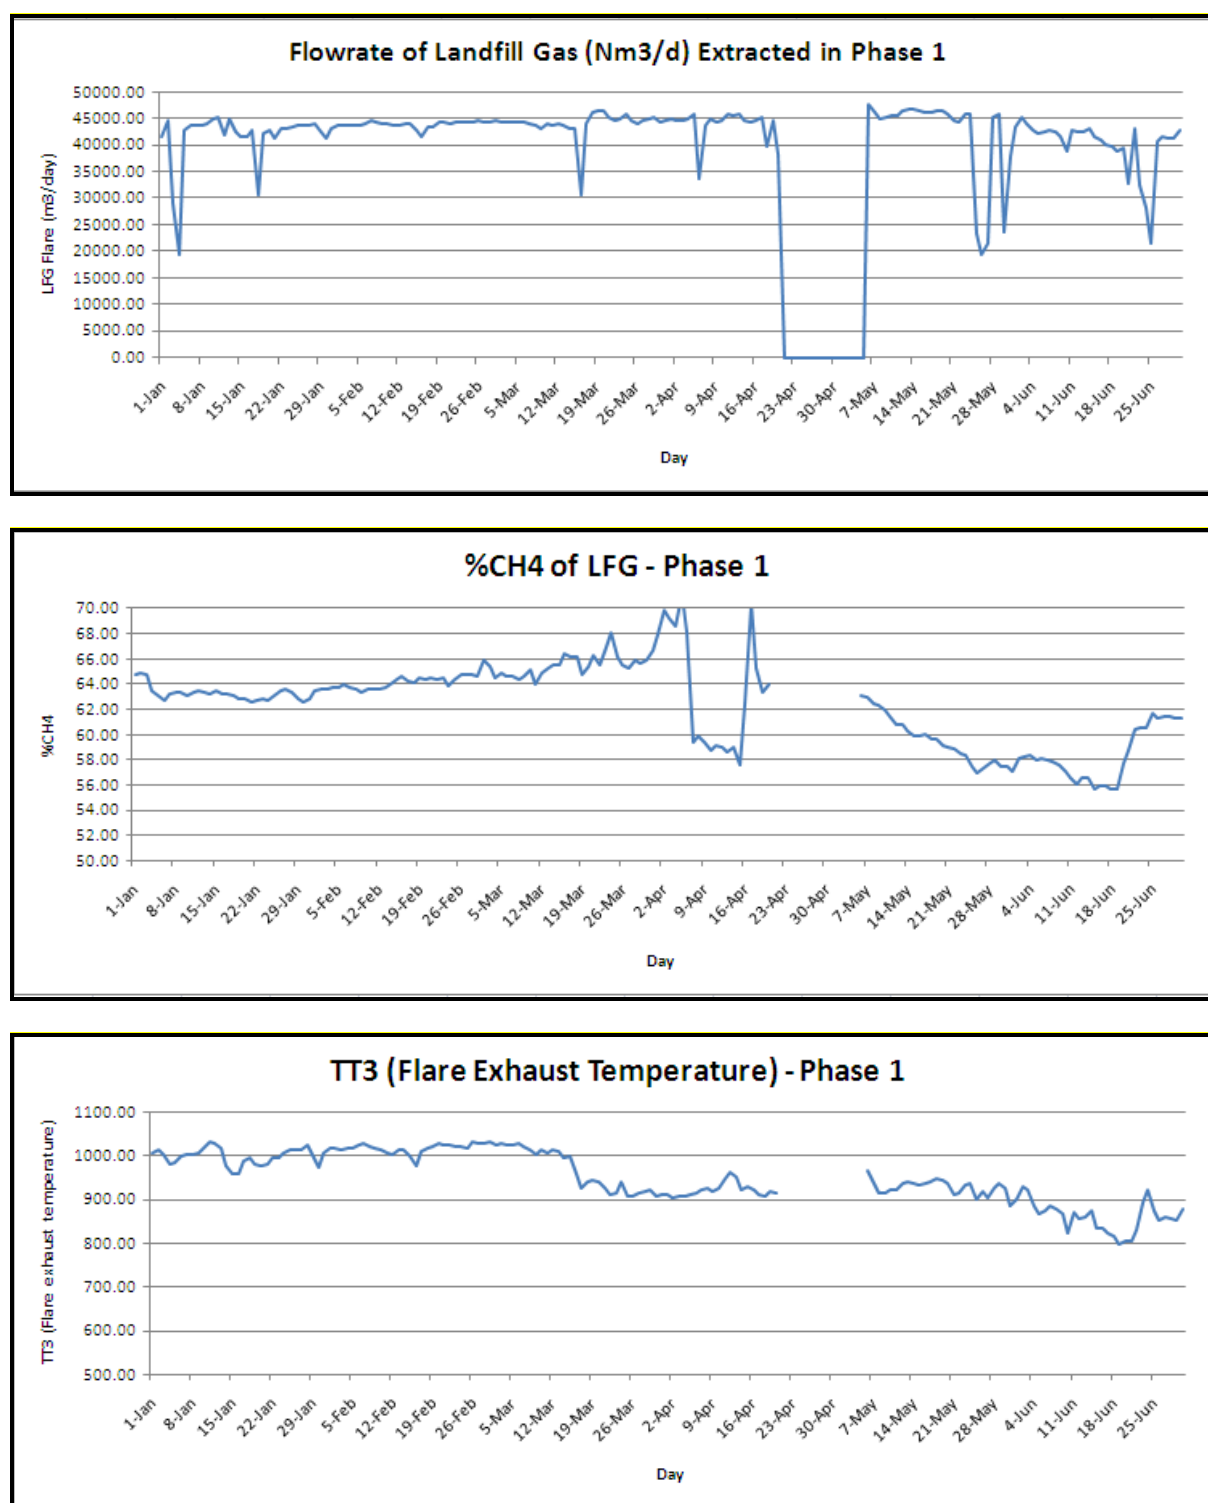 Flowrate of Landfill Gas (Nm3/d) Extracted in Phase 1
LFG Flare (m3/day)
50000.00
45000.00
40000.00
35000.00
30000.00
25000.00
20000.00
15000.00
10000.00
5000.00
0.00
1-Jan 8-Jan 15-Jan 22-Jan 29-Jan 5-Feb 12-Feb 19-Feb 26-Feb 5-Mar 12-Mar 19-Mar 26-Mar 2-Apr 9-Apr 16-Apr 23-Apr 30-Apr 7-May 14-May 21-May 28-May 4-Jun 11-Jun 18-Jun 25-Jun
Day
%CH4 of LFG - Phase 1
%CH4
70.00
68.00
66.00
64.00
62.00
60.00
58.00
56.00
54.00
52.00
50.00
1-Jan 8-Jan 15-Jan 22-Jan 29-Jan 5-Feb 12-Feb 19-Feb 26-Feb 5-Mar 12-Mar 19-Mar 26-Mar 2-Apr 9-Apr 16-Apr 23-Apr 30-Apr 7-May 14-May 21-May 28-May 4-Jun 11-Jun 18-Jun 25-Jun
Day
TT3 (Flare Exhaust Temperature) - Phase 1
TT3 (Flare exhaust temperature)
1100.00
1000.00
900.00
800.00
700.00
600.00
500.00
1-Jan 8-Jan 15-Jan 22-Jan 29-Jan 5-Feb 12-Feb 19-Feb 26-Feb 5-Mar 12-Mar 19-Mar 26-Mar 2-Apr 9-Apr 16-Apr 23-Apr 30-Apr 7-May 14-May 21-May 28-May 4-Jun 11-Jun 18-Jun 25-Jun
Day